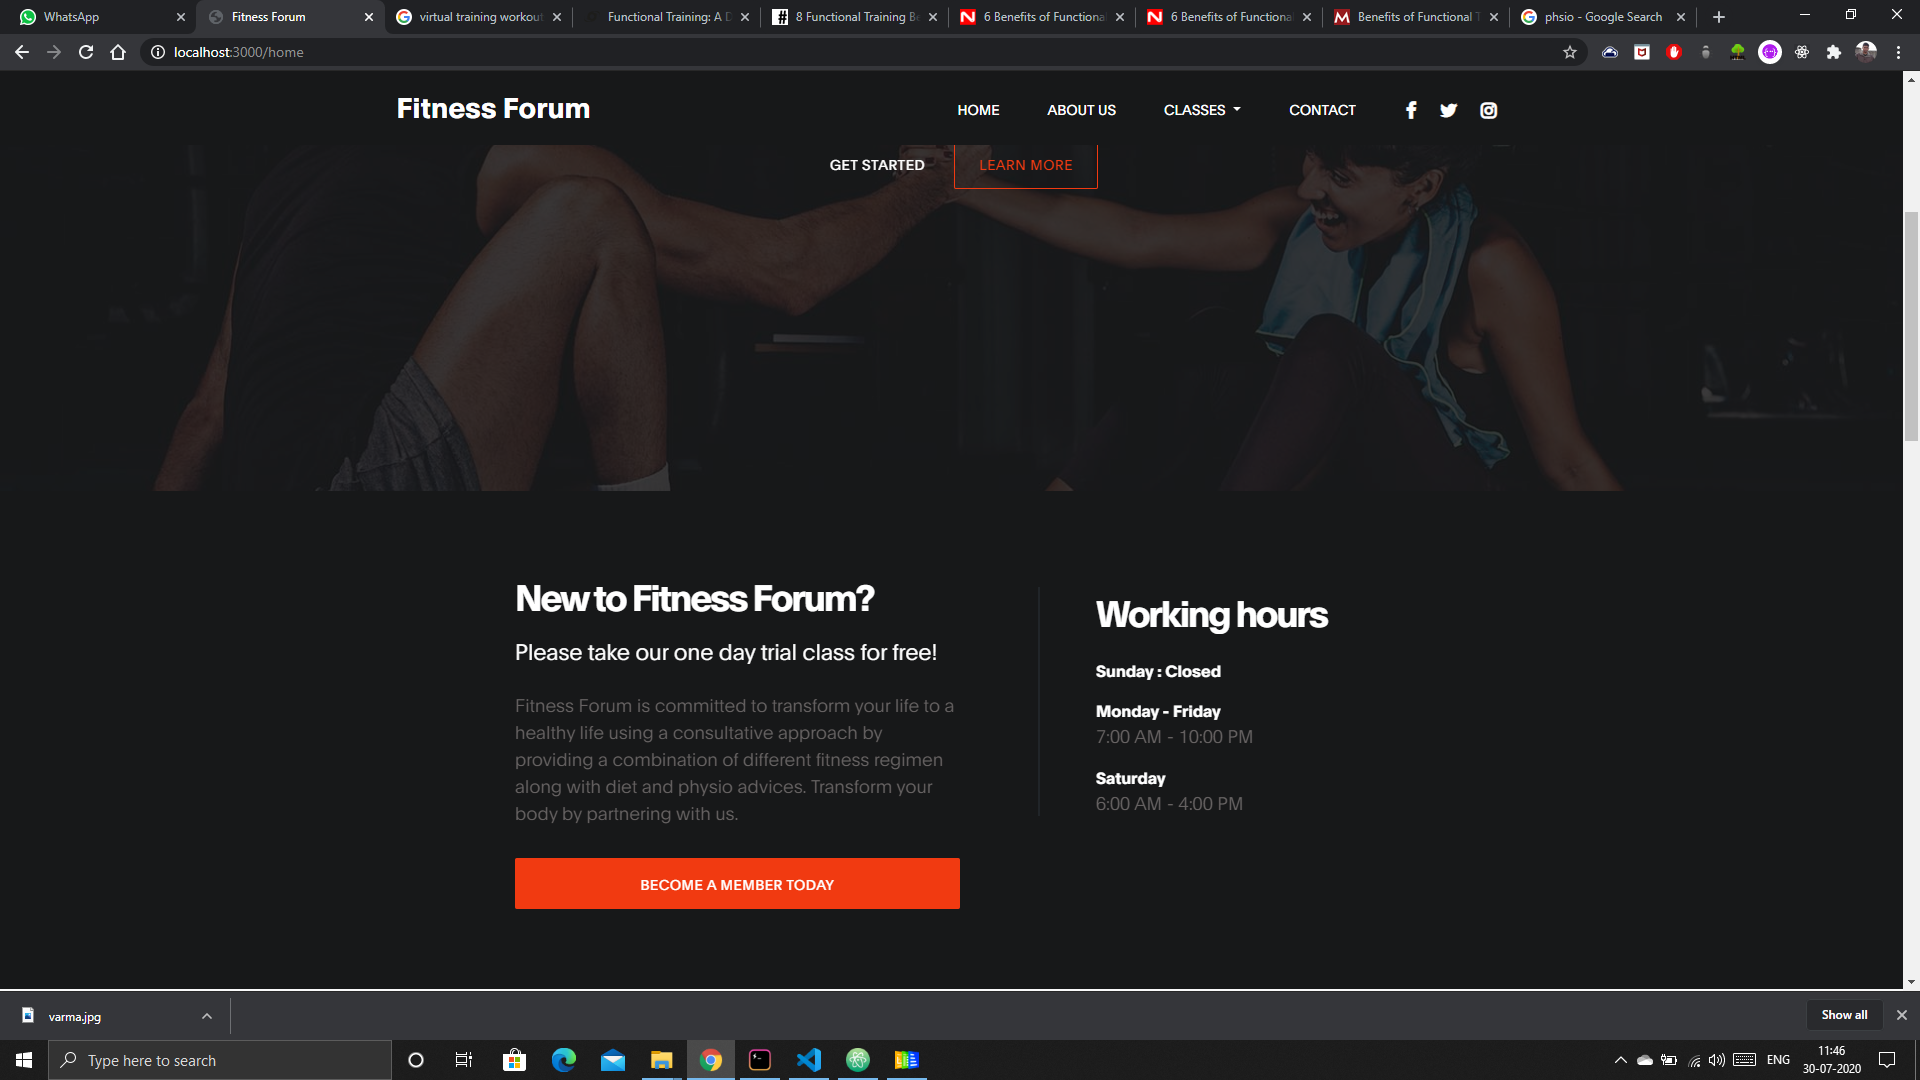 WhatsApp
Fitness Forum
virtual training workout
Functional Training: A D
8 Functional Training Be
6 Benefits of Functiona
6 Benefits of Functiona
Benefits of Functional T
phsio - Google Search
localhost:3000/home
Fitness Forum
HOME
ABOUT US
CLASSES
CONTACT
GET STARTED
LEARN MORE
New to Fitness Forum?
Please take our one day trial class for free!
Fitness Forum is committed to transform your life to a
healthy life using a consultative approach by
providing a combination of different fitness regimen
along with diet and physio advices. Transform your
body by partnering with us.
BECOME A MEMBER TODAY
Working hours
Sunday : Closed
Monday - Friday
7:00 AM - 10:00 PM
Saturday
6:00 AM - 4:00 PM
varma.jpg
Show all
Type here to search
ENG
11:46
30-07-2020